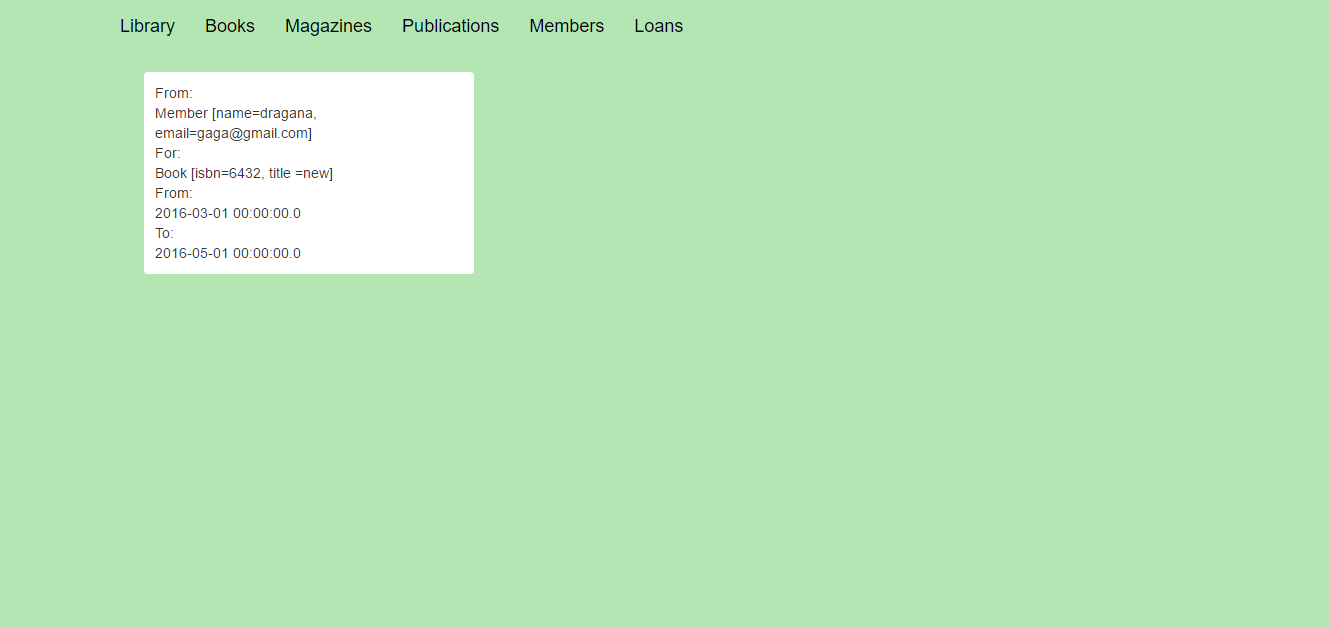 Library Books Magazines Publications Members Loans
From:
Member [name=dragana,
email=gaga@gmail.com]
For:
Book [isbn=6432, title =new]
From:
2016-03-01 00:00:00.0
To:
2016-05-01 00:00:00.0